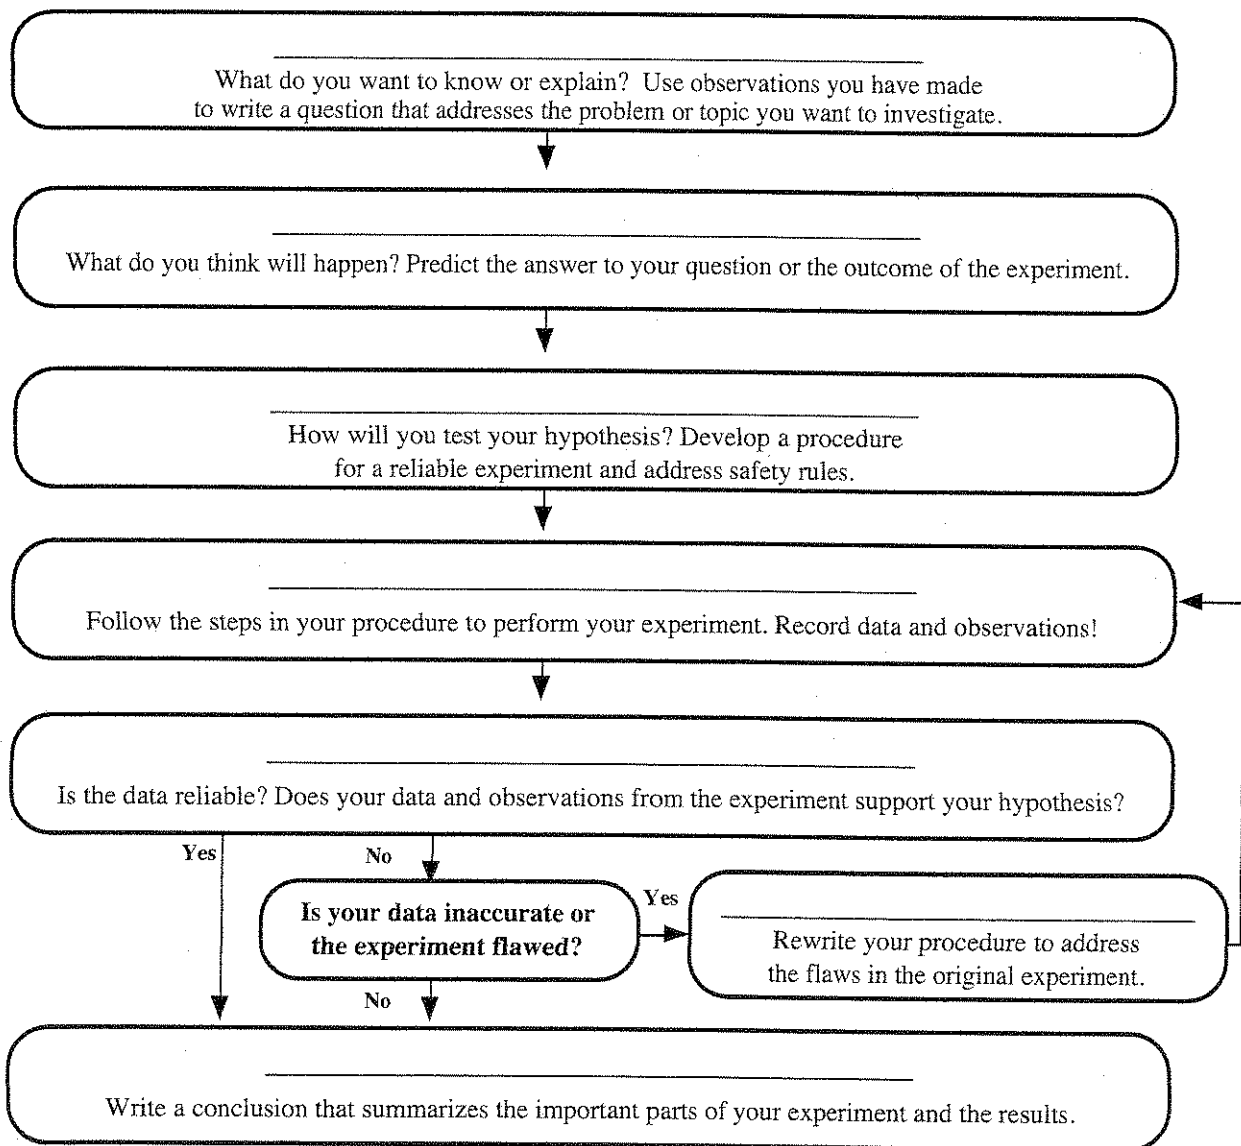 What do you want to know or explain? Use observations you have made
to write a question that addresses the problem or topic you want to investigate.
What do you think will happen? Predict the answer to your question or the outcome of the experiment.
How will you test your hypothesis? Develop a procedure
for a reliable experiment and address safety rules.
Follow the steps in your procedure to perform your experiment. Record data and observations!
Is the data reliable? Does your data and observations from the experiment support your hypothesis?
Yes
No
Is your data inaccurate or
the experiment flawed?
Yes
Rewrite your procedure to address
the flaws in the original experiment.
No
Write a conclusion that summarizes the important parts of your experiment and the results.